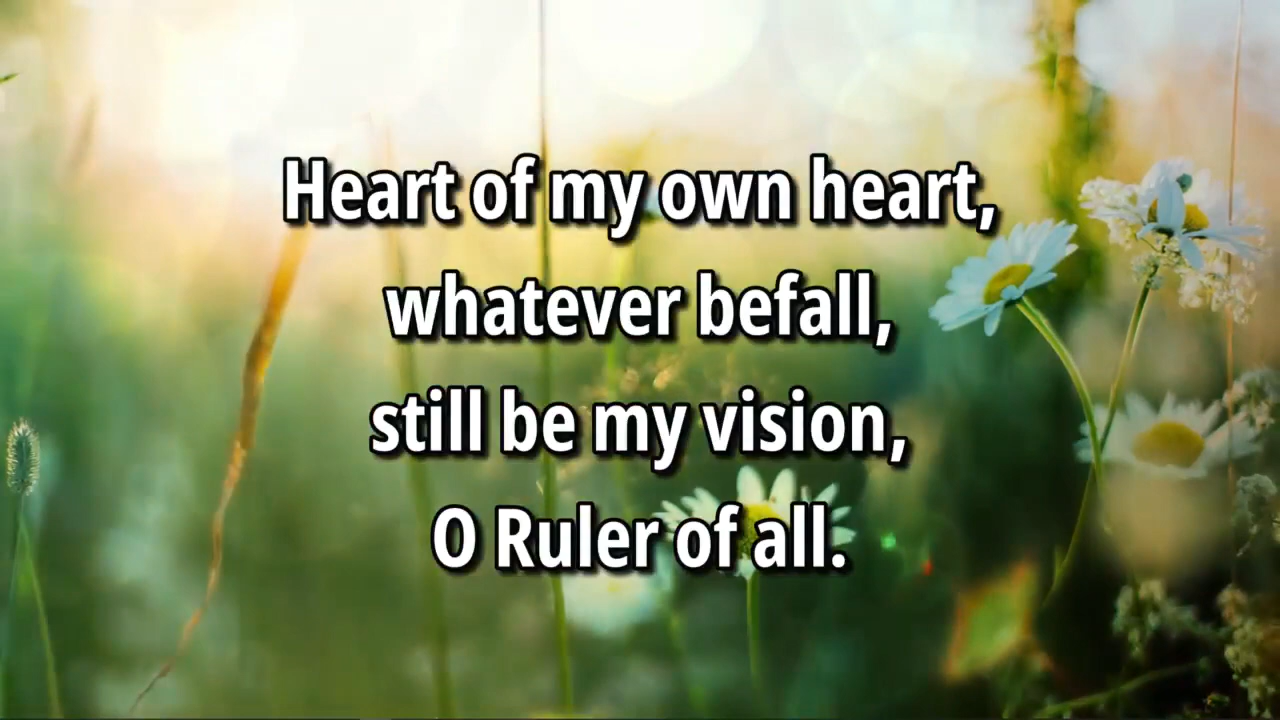 Heart of my own heart,
whatever befall,
still be my vision,
O Ruler of all.